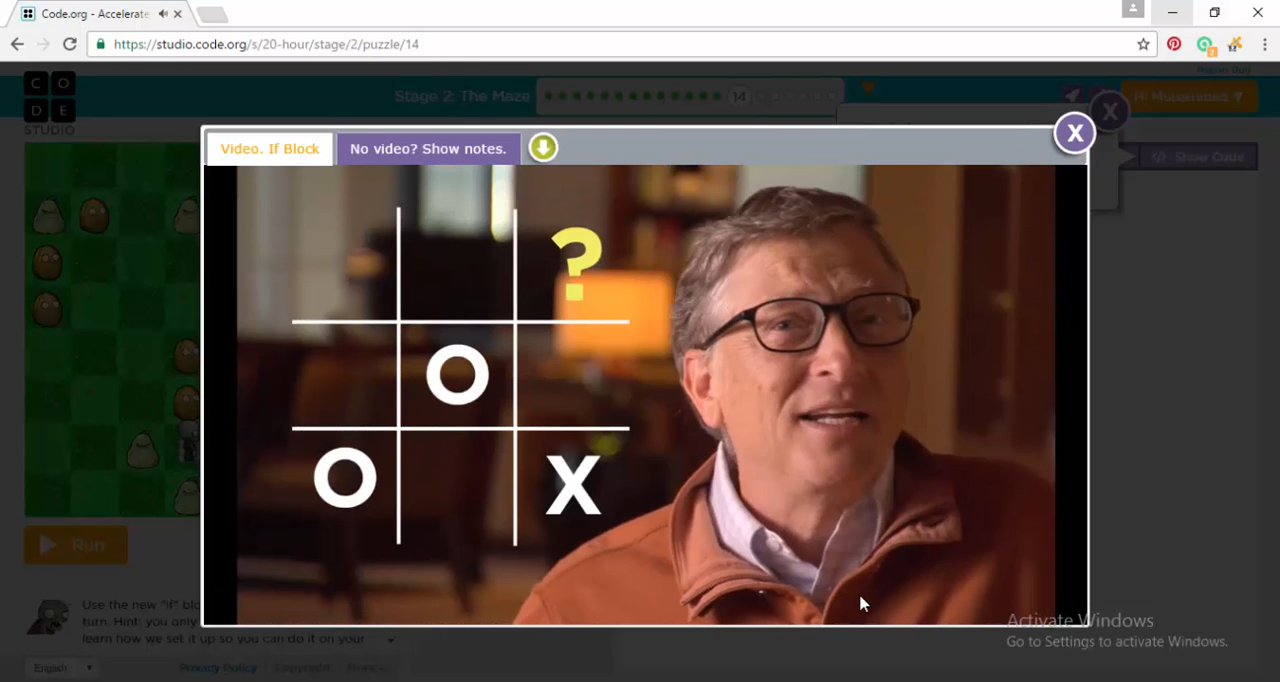 Code.org - Accelerate
https://studio.code.org/s/20-hour/stage/2/puzzle/14
C O
D E
STUDIO
Stage 2: The Maze
14
Show Code
Video. If Block
No video? Show notes.
X
X
?
O
O X
Run
Use the new "if" blo
turn. Hint: you only
learn how we set it up so you can do it on your
Activate Windows
Go to Settings to activate Windows.
English
Privacy Policy
Copyright
More